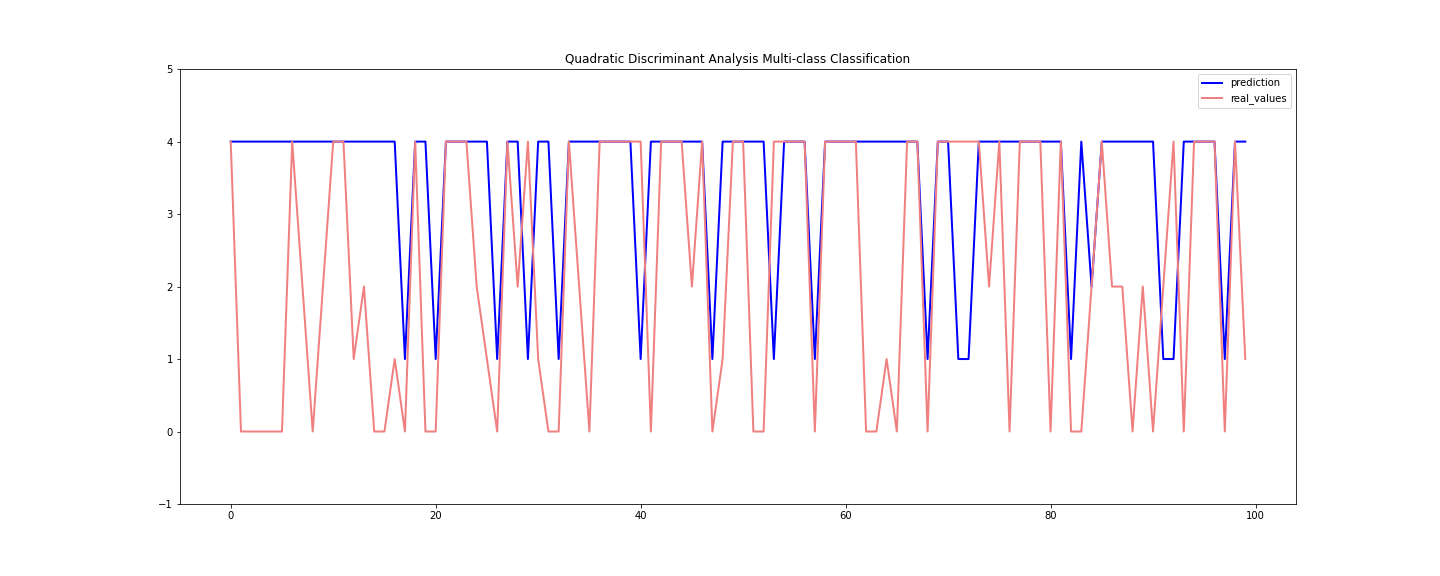 Quadratic Discriminant Analysis Multi-class Classification
prediction
real_values
5
4
3
2
1
0
−1
0 20 40 60 80 100